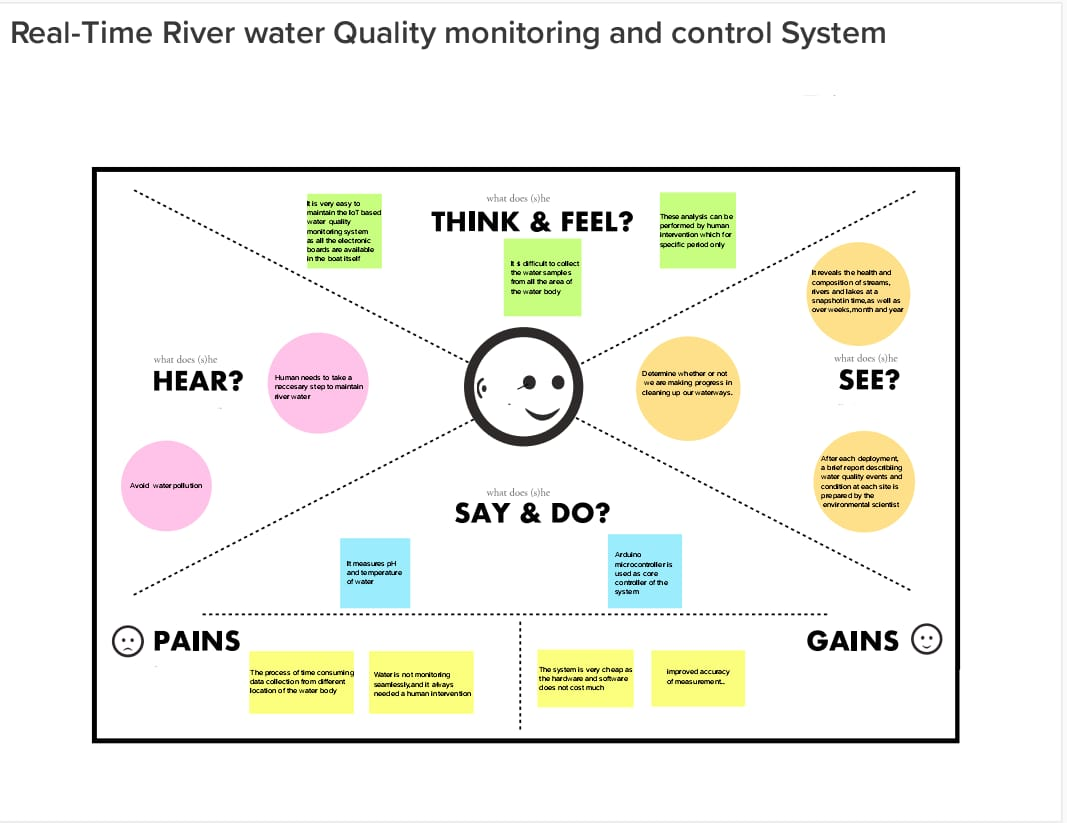 Real-Time River water Quality monitoring and control System
It is very easy to
maintain the IoT based
water quality
monitoring system
as all the electronic
boards are available
in the boat itself
what does (s)he
THINK & FEEL?
It s difficult to collect
the water samples
from all the area of
the water body
These analysis can be
performed by human
intervention which for
specific period only
It reveals the health and
composition of streams,
rivers and lakes at a
snapshotin time,as well as
over weeks,month and year
what does (s)he
HEAR?
Human needs to take a
neccesary step to maintain
river water
Avoid water pollution
Determine whether or not
we are making progress in
cleaning up our waterways.
what does (s)he
SEE?
After each deployment,
a brief report describiing
water quality events and
condition at each site is
prepared by the
environmental scientist
what does (s)he
SAY & DO?
It measures pH
and temperature
of water
Arduino
microcontroller is
used as core
controller of the
system
PAINS
The process of time consuming
data collection from different
location of the water body
Water is not monitoring
seamlessly,and it always
needed a human intervention
GAINS
The system is very cheap as
the hardware and software
does not cost much
Improved accuracy
of measurement..